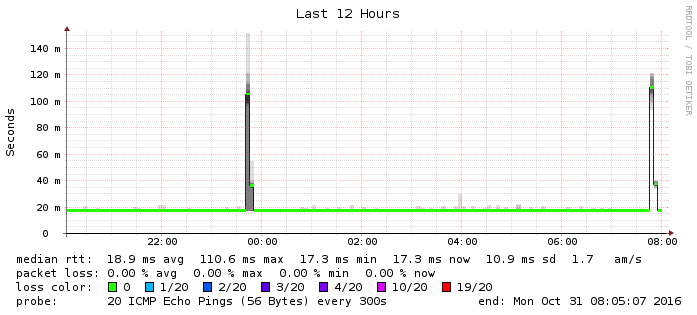 Last 12 Hours
RRDTOOL / TOBI OETIKER
Seconds
140 m
120 m
100 m
80 m
60 m
40 m
20 m
0
22:00 00:00 02:00 04:00 06:00 08:00
median rtt: 18.9 ms avg 110.6 ms max 17.3 ms min 17.3 ms now 10.9 ms sd 1.7 am/s
packet loss: 0.00 % avg 0.00 % max 0.00 % min 0.00 % now
loss color: 0 1/20 2/20 3/20 4/20 10/20 19/20
probe: 20 ICMP Echo Pings (56 Bytes) every 300s end: Mon Oct 31 08:05:07 2016